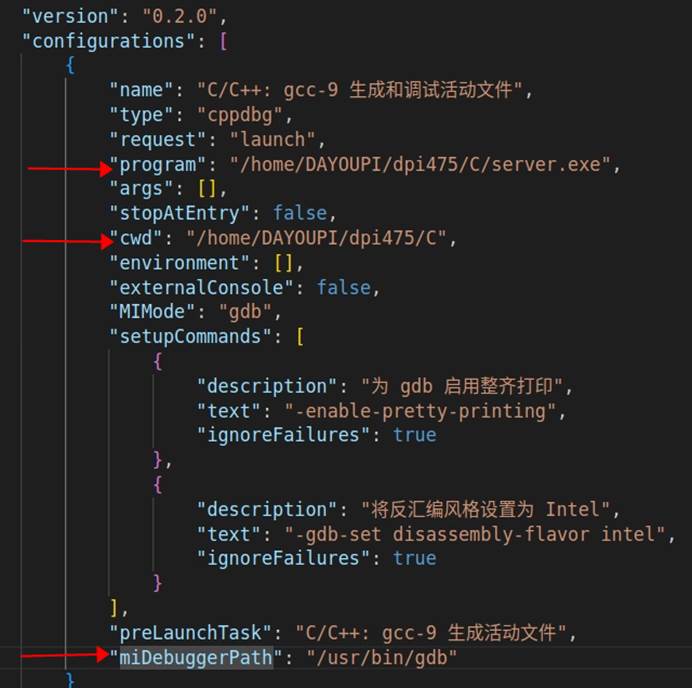 "version": "0.2.0",
"configurations": [
{
"name": "C/C++: gcc-9 生成和调试活动文件",
"type": "cppdbg",
"request": "launch",
"program": "/home/DAYOUPI/dpi475/C/server.exe",
"args": [],
"stopAtEntry": false,
"cwd": "/home/DAYOUPI/dpi475/C",
"environment": [],
"externalConsole": false,
"MIMode": "gdb",
"setupCommands": [
{
"description": "为 gdb 启用整齐打印",
"text": "-enable-pretty-printing",
"ignoreFailures": true
},
{
"description": "将反汇编风格设置为 Intel",
"text": "-gdb-set disassembly-flavor intel",
"ignoreFailures": true
}
],
"preLaunchTask": "C/C++: gcc-9 生成活动文件",
"miDebuggerPath": "/usr/bin/gdb"
}